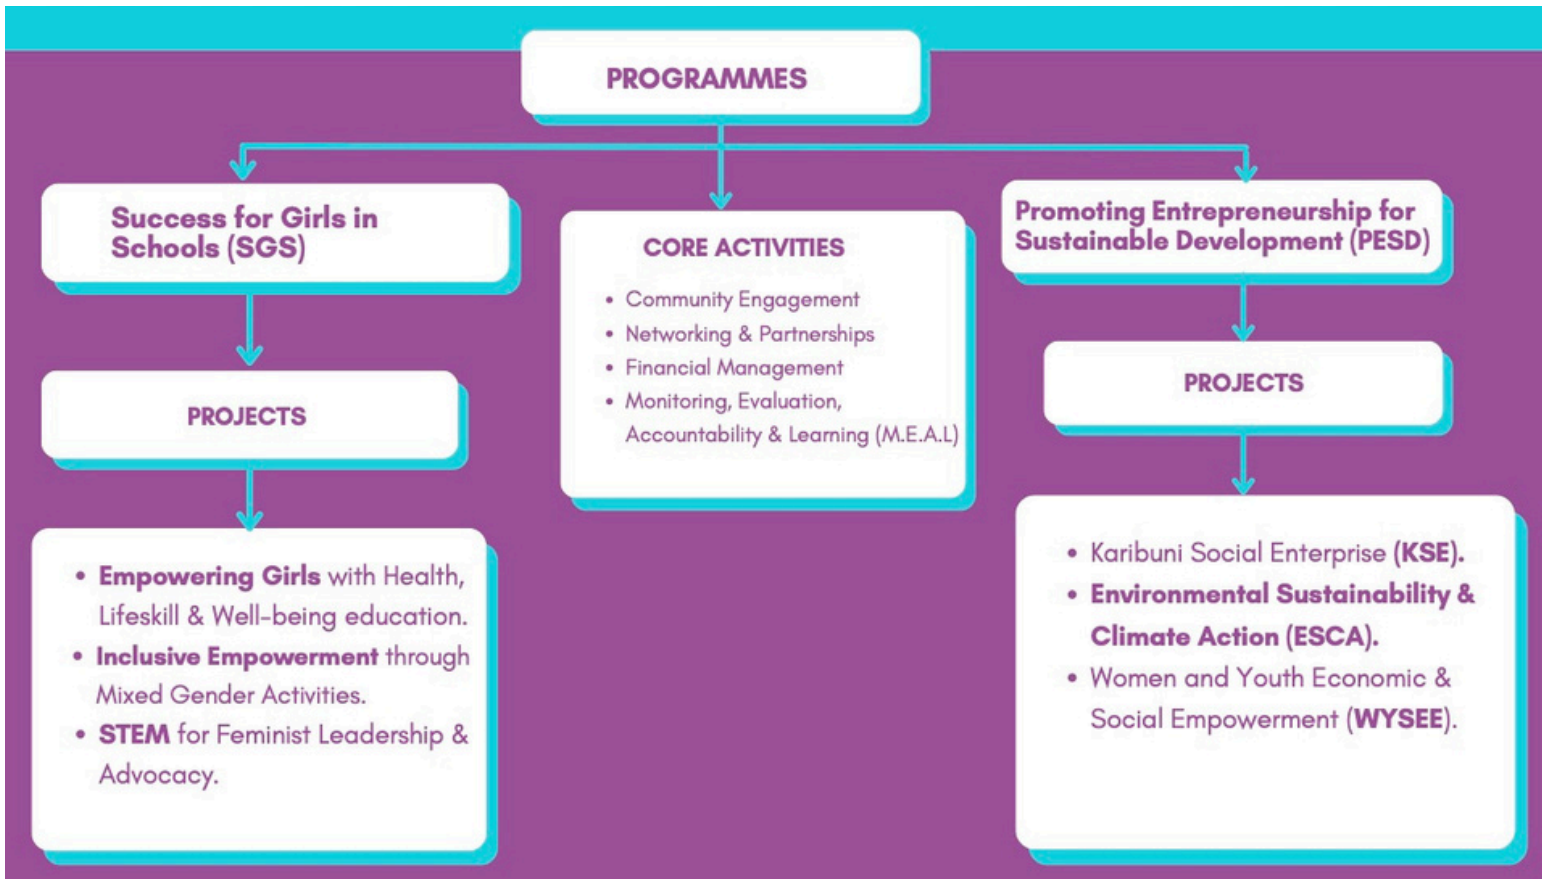 PROGRAMMES
Success for Girls in
Schools (SGS)
PROJECTS
• Empowering Girls with Health,
Lifeskill & Well-being education.
• Inclusive Empowerment through
Mixed Gender Activities.
• STEM for Feminist Leadership &
Advocacy.
CORE ACTIVITIES
• Community Engagement
• Networking & Partnerships
• Financial Management
• Monitoring, Evaluation,
Accountability & Learning (M.E.A.L)
Promoting Entrepreneurship for
Sustainable Development (PESD)
PROJECTS
• Karibuni Social Enterprise (KSE).
• Environmental Sustainability &
Climate Action (ESCA).
• Women and Youth Economic &
Social Empowerment (WYSEE).